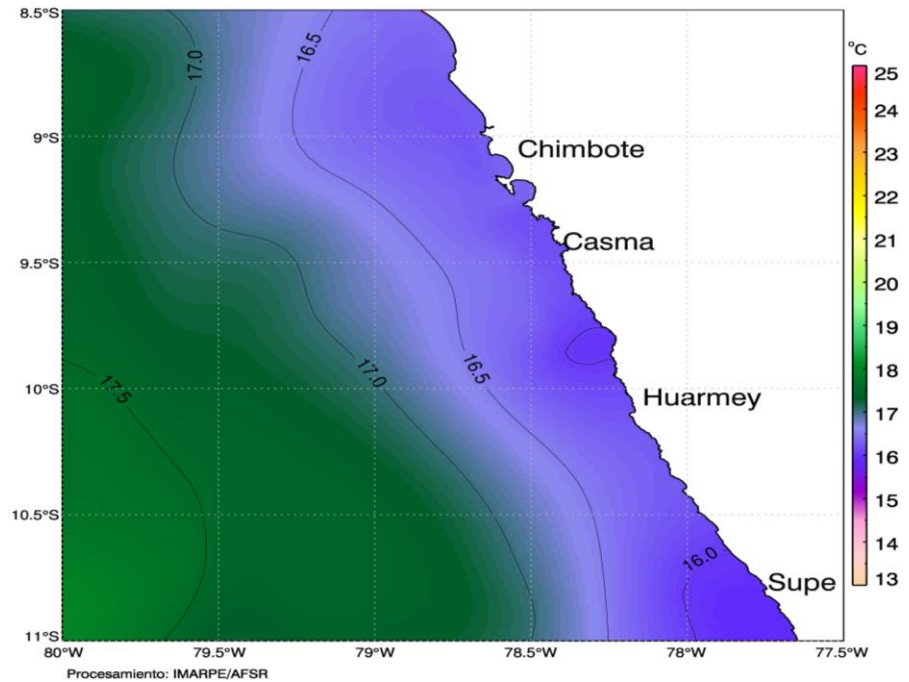 8.5°S
17.0
16.5
°C
25
24
9°S
Chimbote
23
22
Casma
21
9.5°S
20
19
17.0
16.5
10°S
17.5
Huarmey
18
17
16
10.5°S
15
16.0
14
Supe
13
11°S
80°W
79.5°W
79°W
78.5°W
78°W
77.5°W
Procesamiento: IMARPE/AFSR